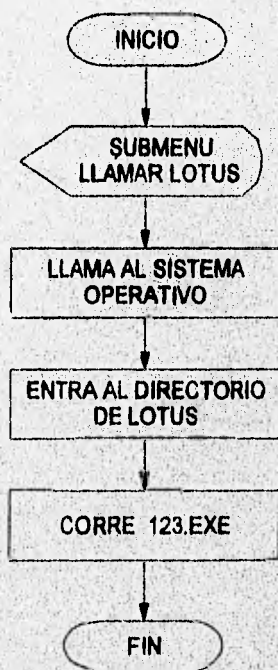 INICIO
SUBMENU
LLAMAR LOTUS
LLAMA AL SISTEMA
OPERATIVO
ENTRA AL DIRECTORIO
DE LOTUS
CORRE 123.EXE
FIN